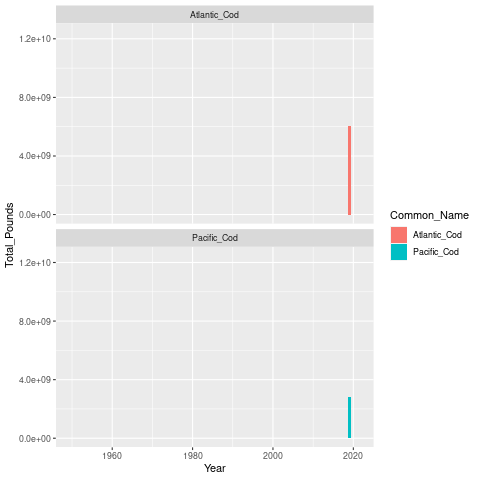 Atlantic_Cod
1.2e+10
8.0e+09
4.0e+09
0.0e+00
Pacific_Cod
1.2e+10
8.0e+09
4.0e+09
0.0e+00
1960 1980 2000 2020
Year
Total_Pounds
Common_Name
Atlantic_Cod
Pacific_Cod